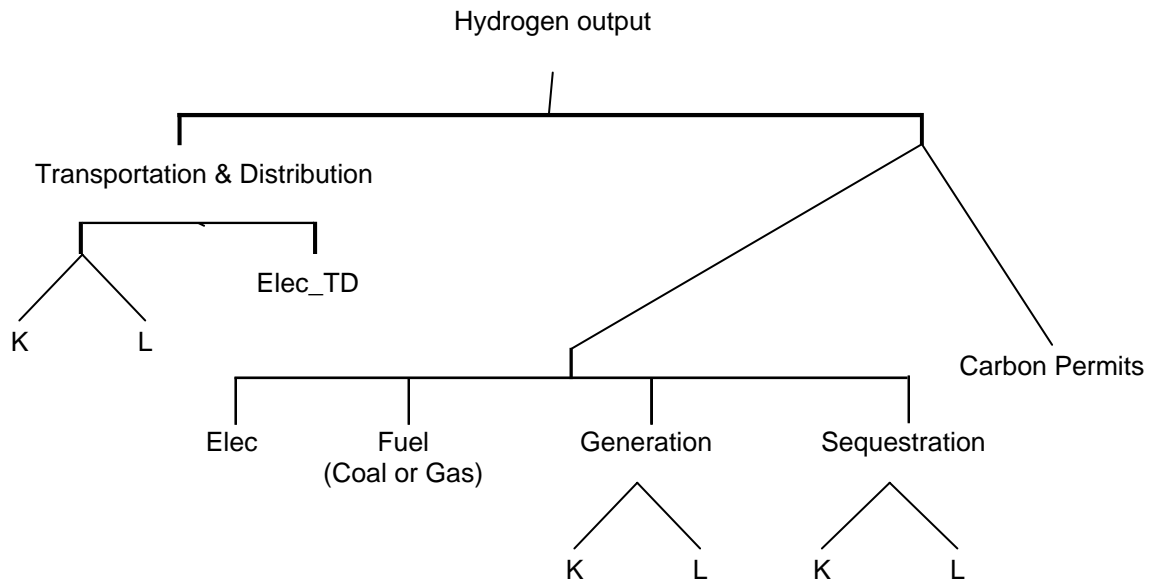 Hydrogen output
Transportation & Distribution
Elec_TD
K
L
Carbon Permits
Elec
Fuel
(Coal or Gas)
Generation
Sequestration
K
L
K
L